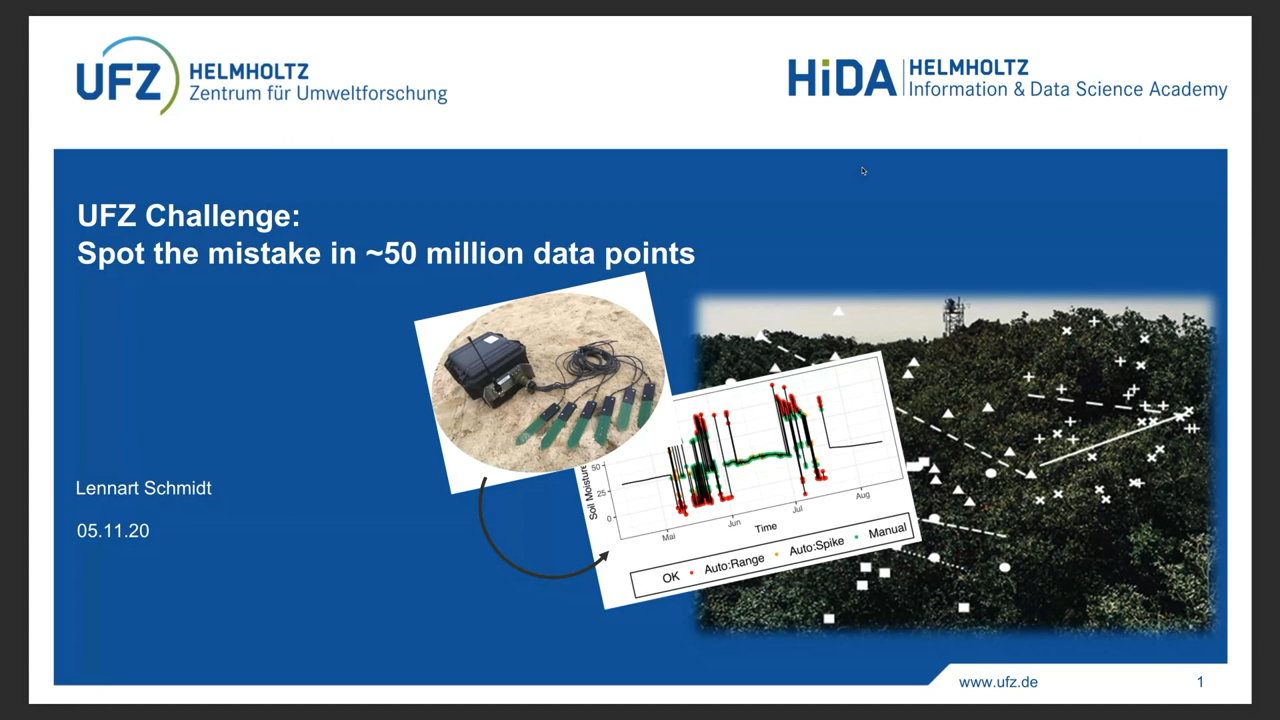 UFZ HELMHOLTZ
Zentrum für Umweltforschung
HiDA HELMHOLTZ
Information & Data Science Academy
UFZ Challenge:
Spot the mistake in ~50 million data points
Lennart Schmidt
05.11.20
Soil Moisture
50
25
0
Mai
Jun
Jul
Aug
Time
OK Auto:Range Auto:Spike Manual
www.ufz.de
1